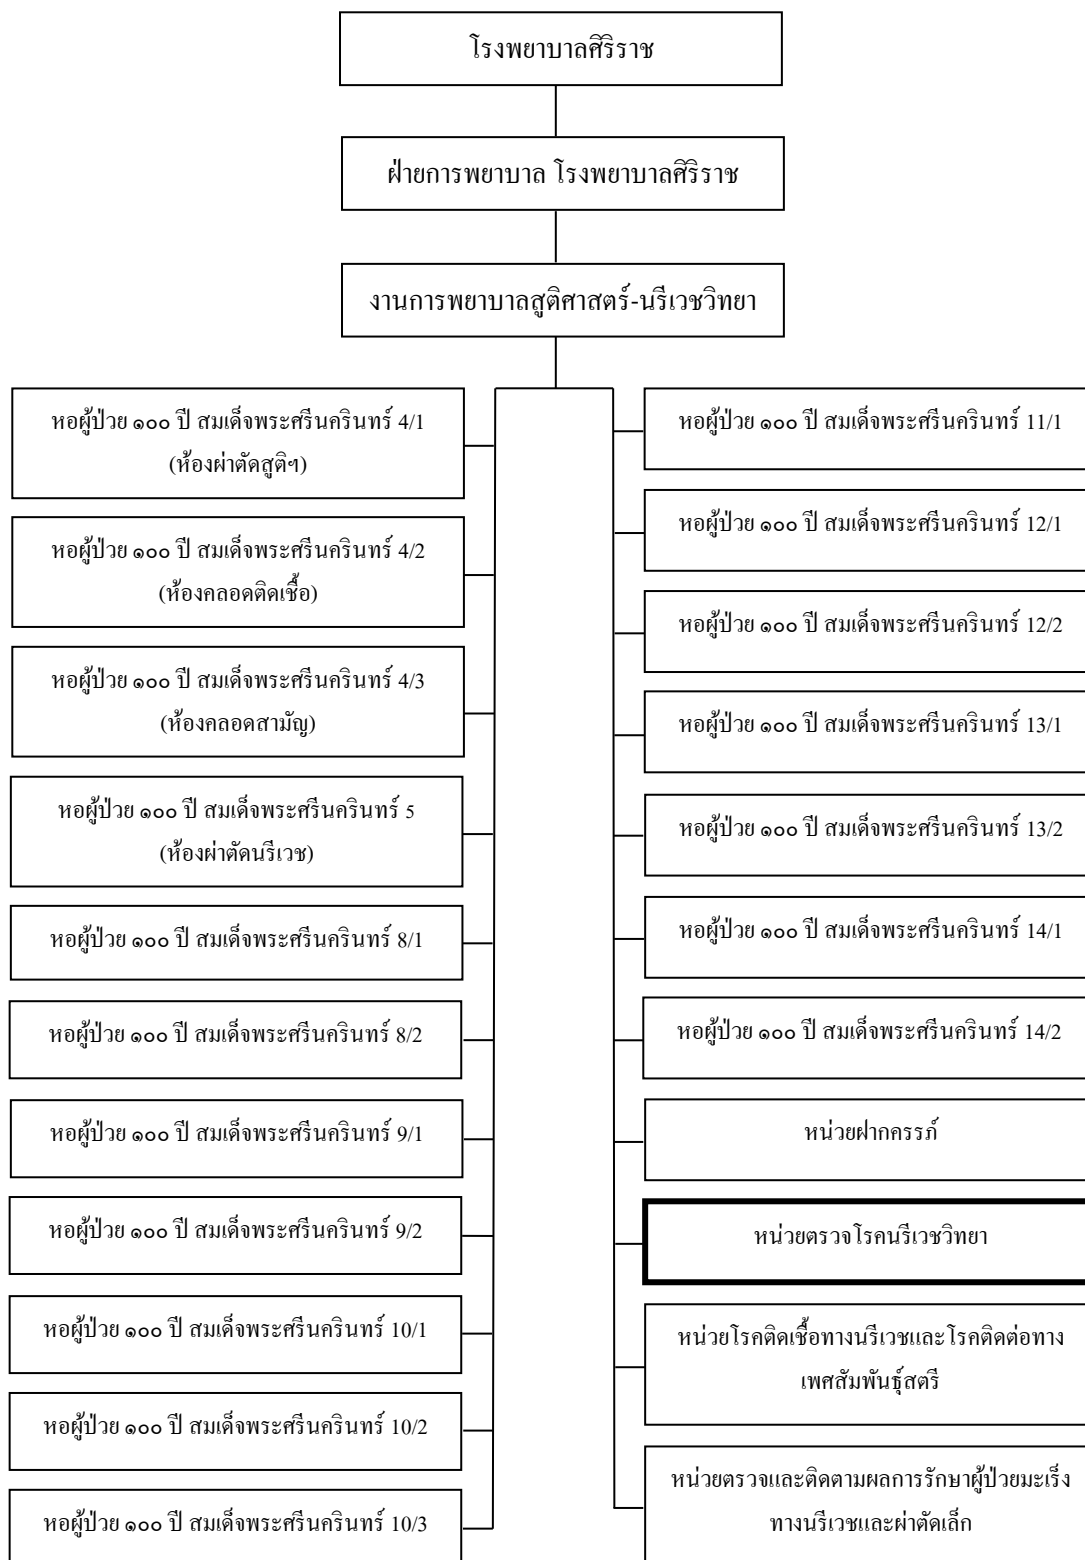 โรงพยาบาลศิริราช
ฝ่ายการพยาบาล โรงพยาบาลศิริราช
งานการพยาบาลสูติศาสตร์-นรีเวชวิทยา
หอผู้ป่วย ๑๐๐ ปี สมเด็จพระศรีนครินทร์ 4/1
(ห้องผ่าตัดสูติฯ)
หอผู้ป่วย ๑๐๐ ปี สมเด็จพระศรีนครินทร์ 4/2
(ห้องคลอดติดเชื้อ)
หอผู้ป่วย ๑๐๐ ปี สมเด็จพระศรีนครินทร์ 4/3
(ห้องคลอดสามัญ)
หอผู้ป่วย ๑๐๐ ปี สมเด็จพระศรีนครินทร์ 5
(ห้องผ่าตัดนรีเวช)
หอผู้ป่วย ๑๐๐ ปี สมเด็จพระศรีนครินทร์ 8/1
หอผู้ป่วย ๑๐๐ ปี สมเด็จพระศรีนครินทร์ 8/2
หอผู้ป่วย ๑๐๐ ปี สมเด็จพระศรีนครินทร์ 9/1
หอผู้ป่วย ๑๐๐ ปี สมเด็จพระศรีนครินทร์ 9/2
หอผู้ป่วย ๑๐๐ ปี สมเด็จพระศรีนครินทร์ 10/1
หอผู้ป่วย ๑๐๐ ปี สมเด็จพระศรีนครินทร์ 10/2
หอผู้ป่วย ๑๐๐ ปี สมเด็จพระศรีนครินทร์ 10/3
หอผู้ป่วย ๑๐๐ ปี สมเด็จพระศรีนครินทร์ 11/1
หอผู้ป่วย ๑๐๐ ปี สมเด็จพระศรีนครินทร์ 12/1
หอผู้ป่วย ๑๐๐ ปี สมเด็จพระศรีนครินทร์ 12/2
หอผู้ป่วย ๑๐๐ ปี สมเด็จพระศรีนครินทร์ 13/1
หอผู้ป่วย ๑๐๐ ปี สมเด็จพระศรีนครินทร์ 13/2
หอผู้ป่วย ๑๐๐ ปี สมเด็จพระศรีนครินทร์ 14/1
หอผู้ป่วย ๑๐๐ ปี สมเด็จพระศรีนครินทร์ 14/2
หน่วยฝากครรภ์
หน่วยตรวจโรคนรีเวชวิทยา
หน่วยโรคติดเชื้อทางนรีเวชและโรคติดต่อทาง
เพศสัมพันธุ์สตรี
หน่วยตรวจและติดตามผลการรักษาผู้ป่วยมะเร็ง
ทางนรีเวชและผ่าตัดเล็ก